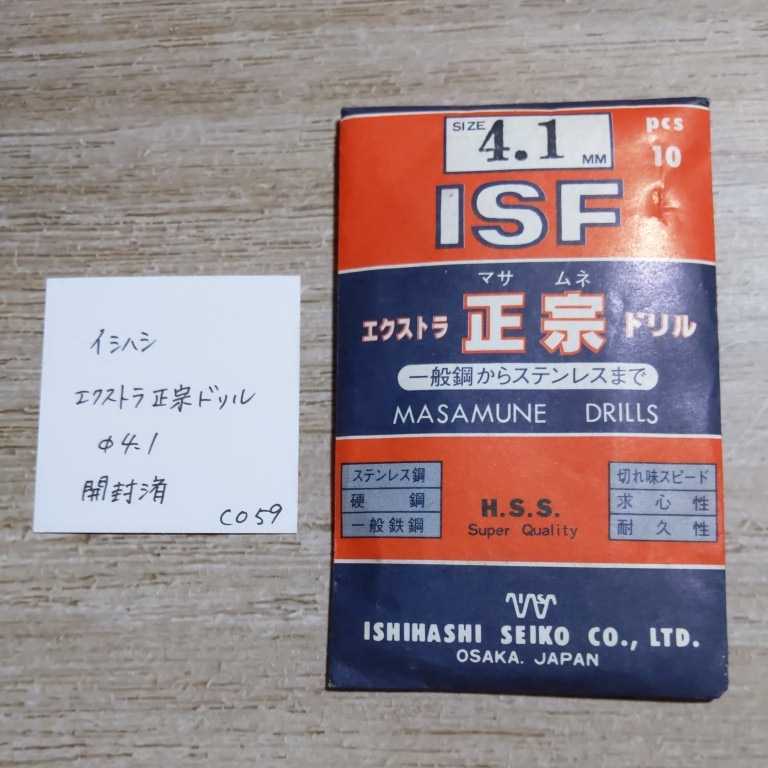 イシハシ
エクストラ正宗ドリル
φ4.1
開封済
C059
SIZE 4.1 MM
pcs
10
ISF
マサ ムネ
エクストラ 正宗 ドリル
一般鋼からステンレスまで
MASAMUNE DRILLS
ステンレス鋼
硬鋼
一般鉄鋼
H.S.S.
Super Quality
切れ味スピード
求心性
耐久性
ISHIHASHI SEIKO CO., LTD.
OSAKA. JAPAN